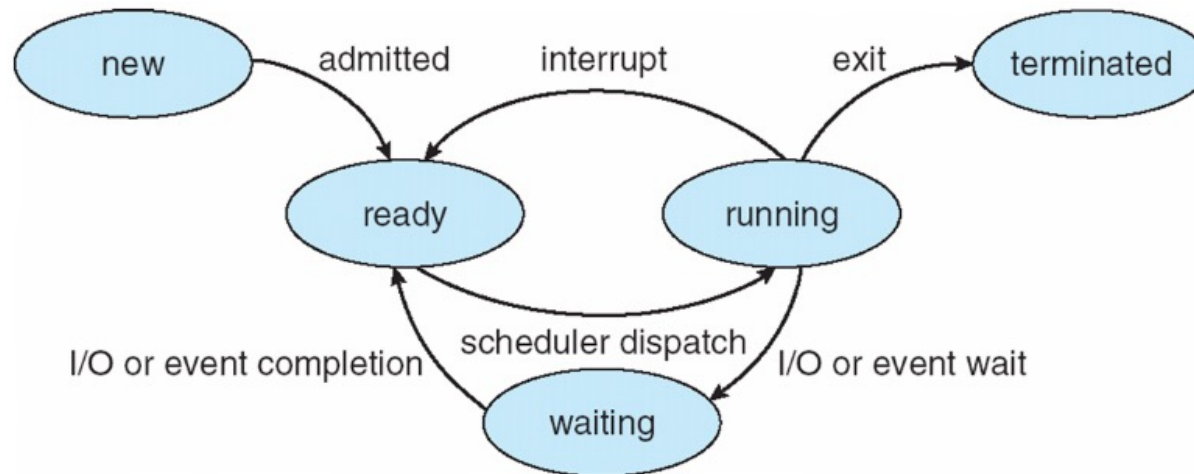 new
admitted
interrupt
exit
terminated
ready
running
I/O or event completion
scheduler dispatch
I/O or event wait
waiting